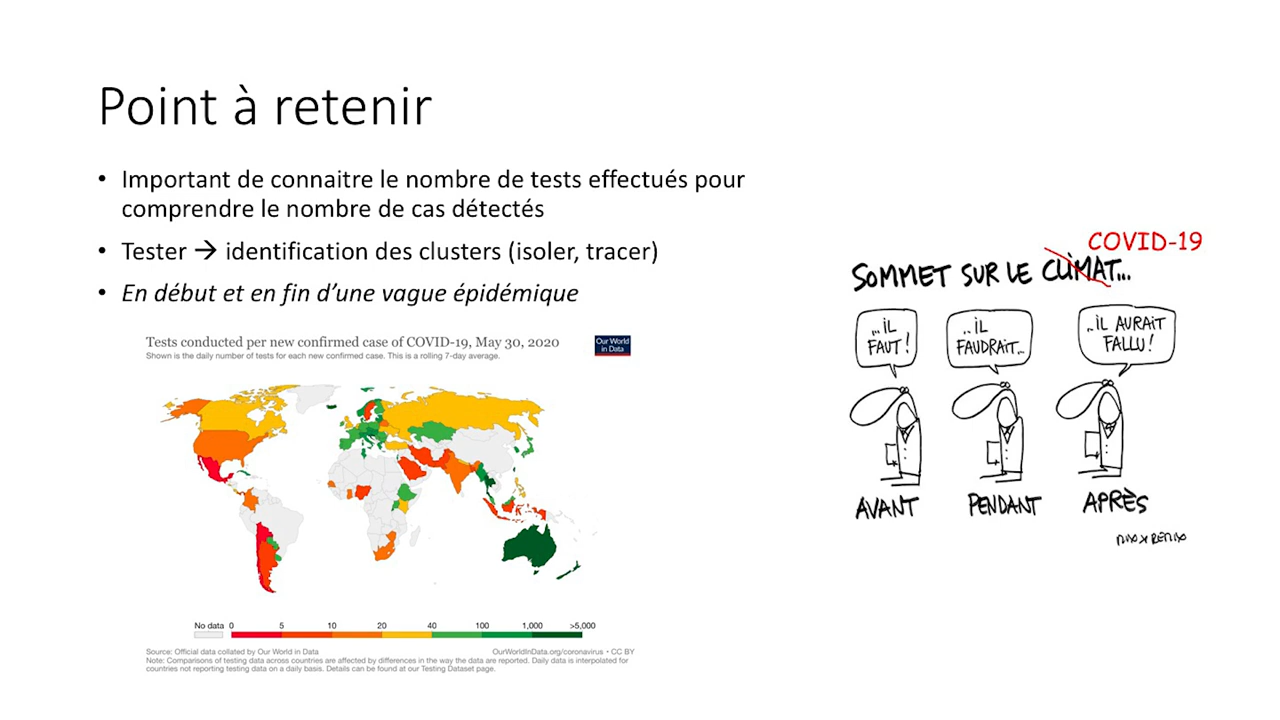 Point à retenir
• Important de connaitre le nombre de tests effectués pour
comprendre le nombre de cas détectés
• Tester → identification des clusters (isoler, tracer)
• En début et en fin d’une vague épidémique
Tests conducted per new confirmed case of COVID-19, May 30, 2020
Shown is the daily number of tests for each new confirmed case. This is a rolling 7-day average.
Our World
in Data
No data 0 5 10 20 40 100 1,000 >5,000
Source: Official data collated by Our World in Data
OurWorldInData.org/coronavirus • CC BY
Note: Comparisons of testing data across countries are affected by differences in the way the data are reported. Daily data is interpolated for
countries not reporting testing data on a daily basis. Details can be found at our Testing Dataset page.
COVID-19
SOMMET SUR LE CLIMAT...
...IL
FAUT!
...IL
FAUDRAIT...
...IL AURAIT
FALLU!
AVANT
PENDANT
APRÈS